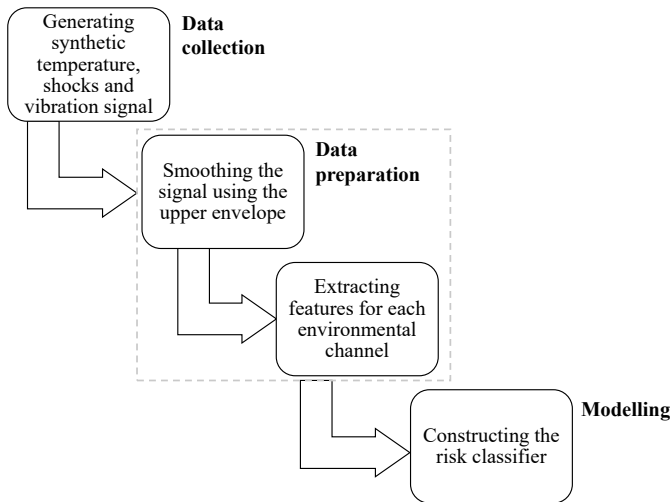 Generating
synthetic
temperature,
shocks and
vibration signal
Data
collection
Smoothing the
signal using the
upper envelope
Data
preparation
Extracting
features for each
environmental
channel
Constructing the
risk classifier
Modelling